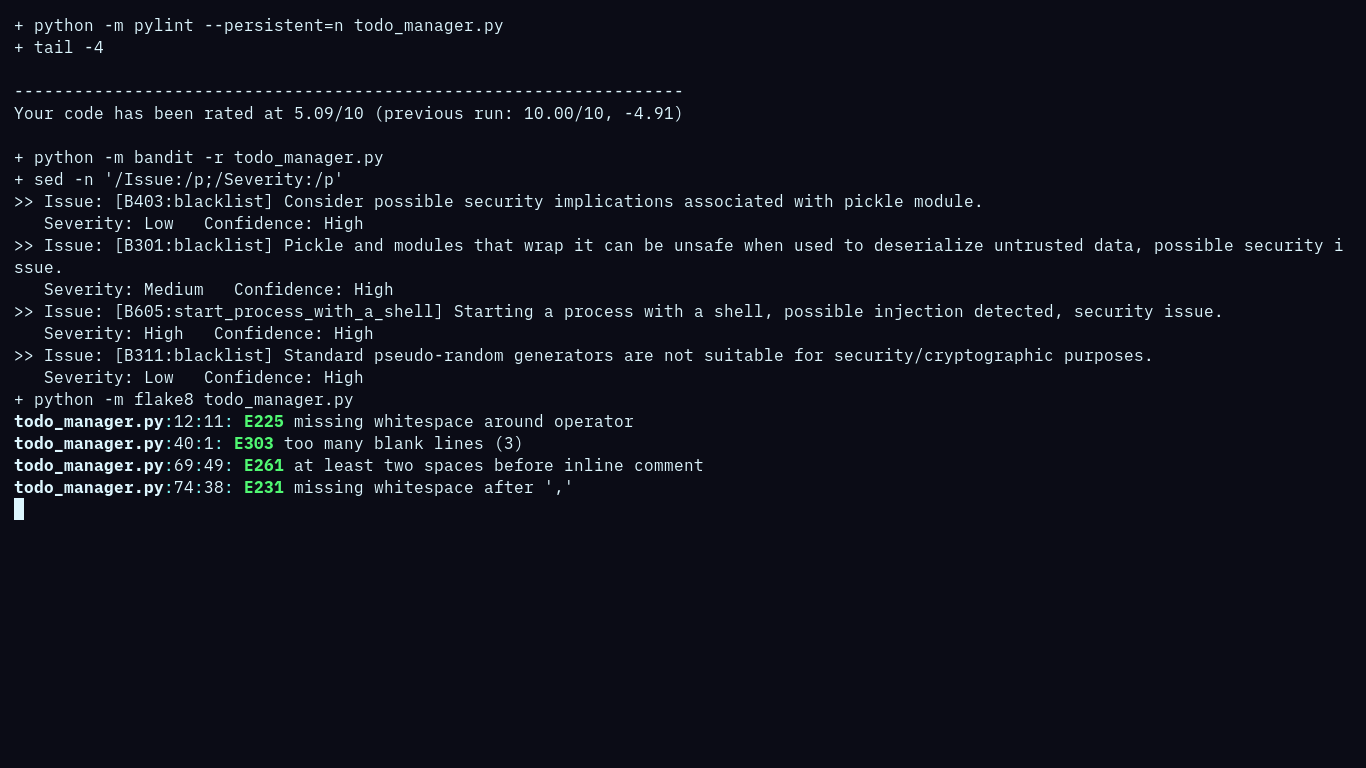 + python -m pylint --persistent=n todo_manager.py
+ tail -4

-------------------------------------------------------------------
Your code has been rated at 5.09/10 (previous run: 10.00/10, -4.91)

+ python -m bandit -r todo_manager.py
+ sed -n '/Issue:/p;/Severity:/p'
>> Issue: [B403:blacklist] Consider possible security implications associated with pickle module.
   Severity: Low   Confidence: High
>> Issue: [B301:blacklist] Pickle and modules that wrap it can be unsafe when used to deserialize untrusted data, possible security i
ssue.
   Severity: Medium   Confidence: High
>> Issue: [B605:start_process_with_a_shell] Starting a process with a shell, possible injection detected, security issue.
   Severity: High   Confidence: High
>> Issue: [B311:blacklist] Standard pseudo-random generators are not suitable for security/cryptographic purposes.
   Severity: Low   Confidence: High
+ python -m flake8 todo_manager.py
todo_manager.py:12:11: E225 missing whitespace around operator
todo_manager.py:40:1: E303 too many blank lines (3)
todo_manager.py:69:49: E261 at least two spaces before inline comment
todo_manager.py:74:38: E231 missing whitespace after ','